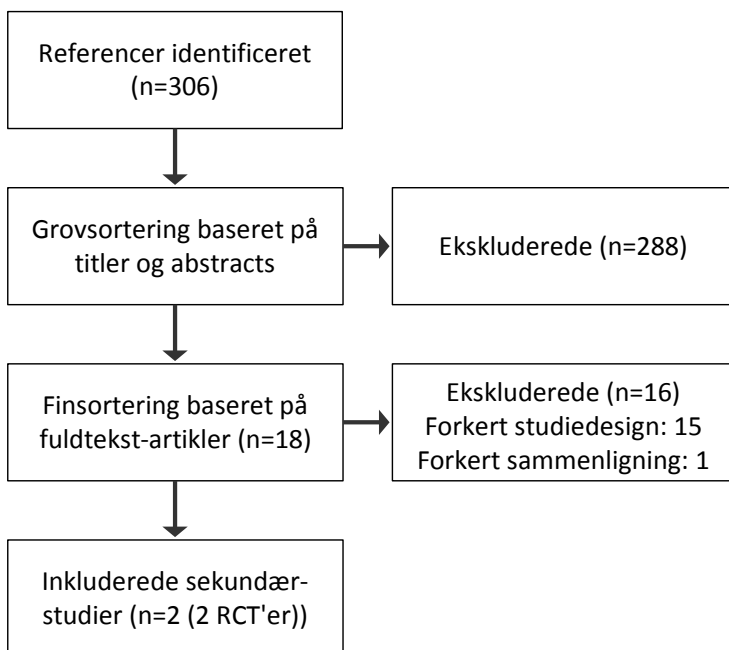 Referencer identificeret
(n=306)
Grovsortering baseret på
titler og abstracts
Ekskluderede (n=288)
Finsortering baseret på
fuldtekst-artikler (n=18)
Ekskluderede (n=16)
Forkert studiedesign: 15
Forkert sammenligning: 1
Inkluderede sekundær-
studier (n=2 (2 RCT'er))